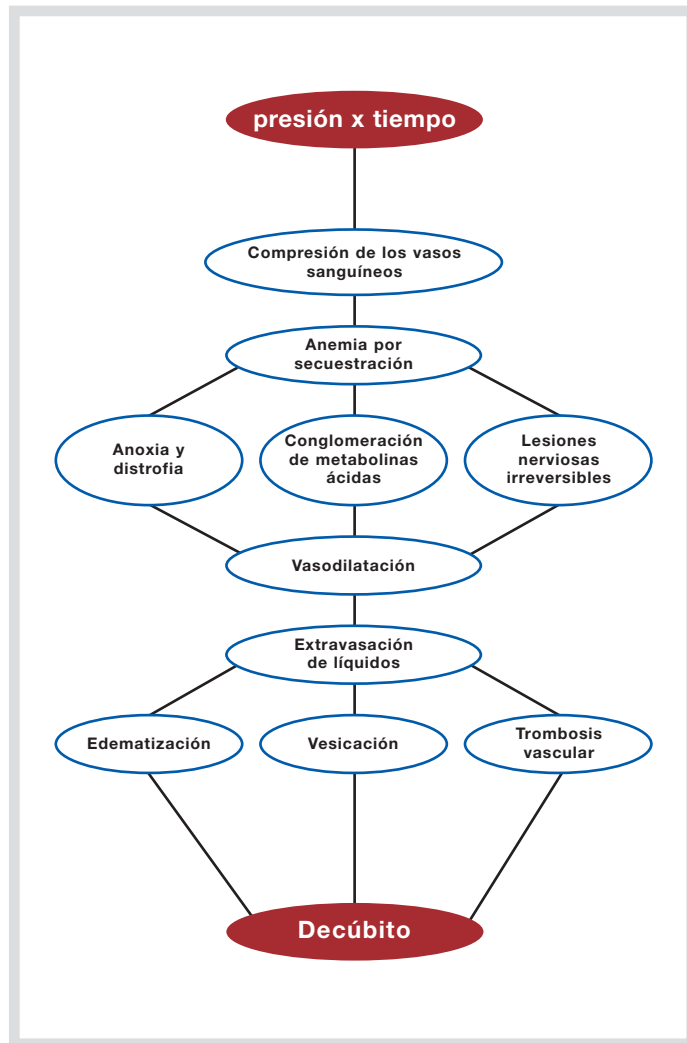 presión x tiempo
Compresión de los vasos
sanguíneos
Anemia por
secuestración
Anoxia y
distrofia
Conglomeración
de metabolinas
ácidas
Lesiones
nerviosas
irreversibles
Vasodilatación
Extravasación
de líquidos
Edematización
Vesicación
Trombosis
vascular
Decúbito